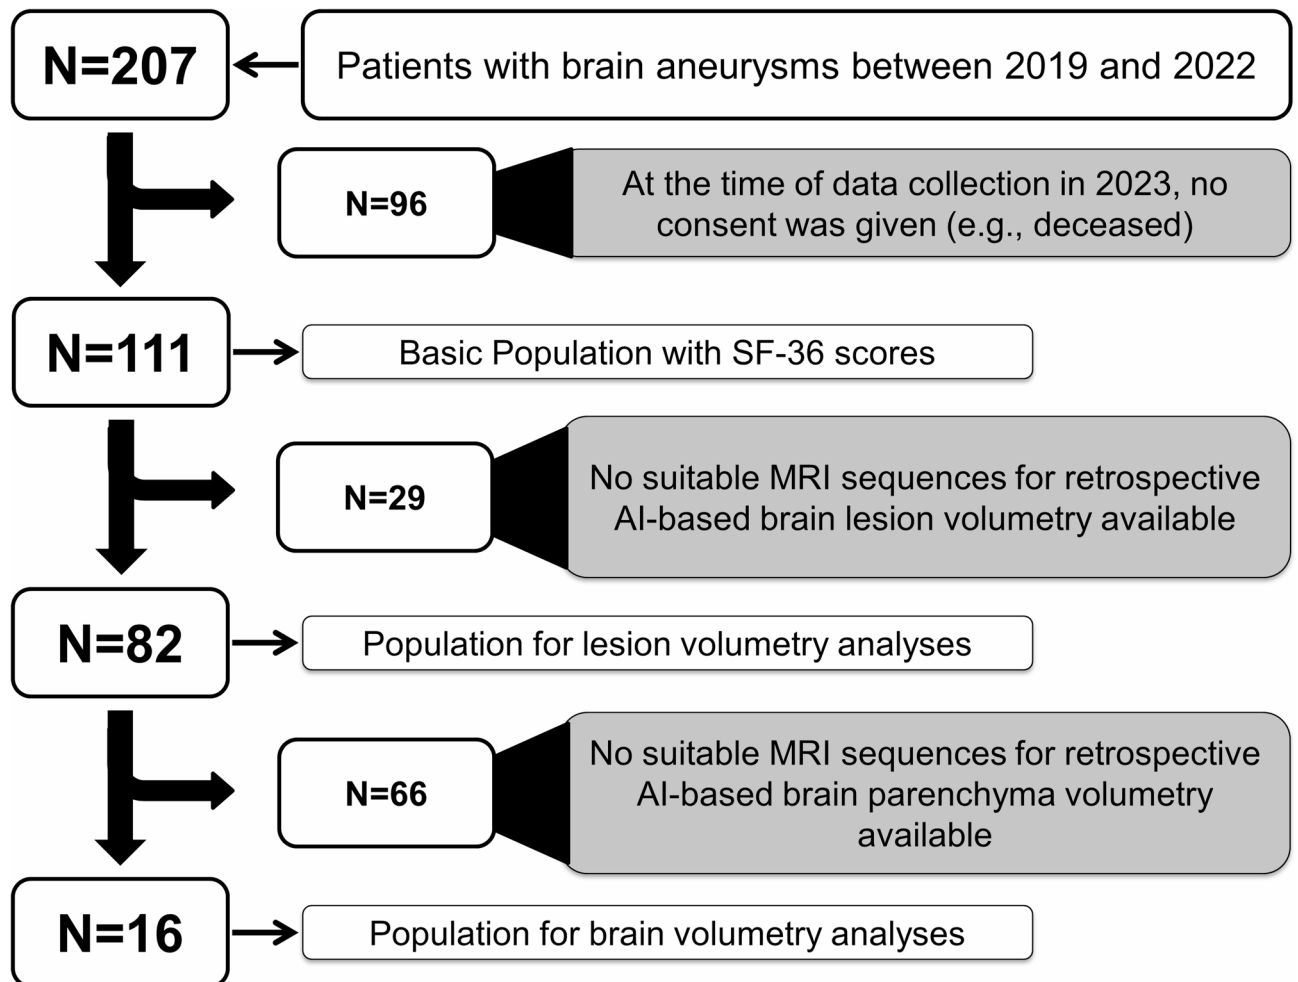 N=207
Patients with brain aneurysms between 2019 and 2022
N=96
At the time of data collection in 2023, no
consent was given (e.g., deceased)
N=111
Basic Population with SF-36 scores
N=29
No suitable MRI sequences for retrospective
AI-based brain lesion volumetry available
N=82
Population for lesion volumetry analyses
N=66
No suitable MRI sequences for retrospective
AI-based brain parenchyma volumetry
available
N=16
Population for brain volumetry analyses